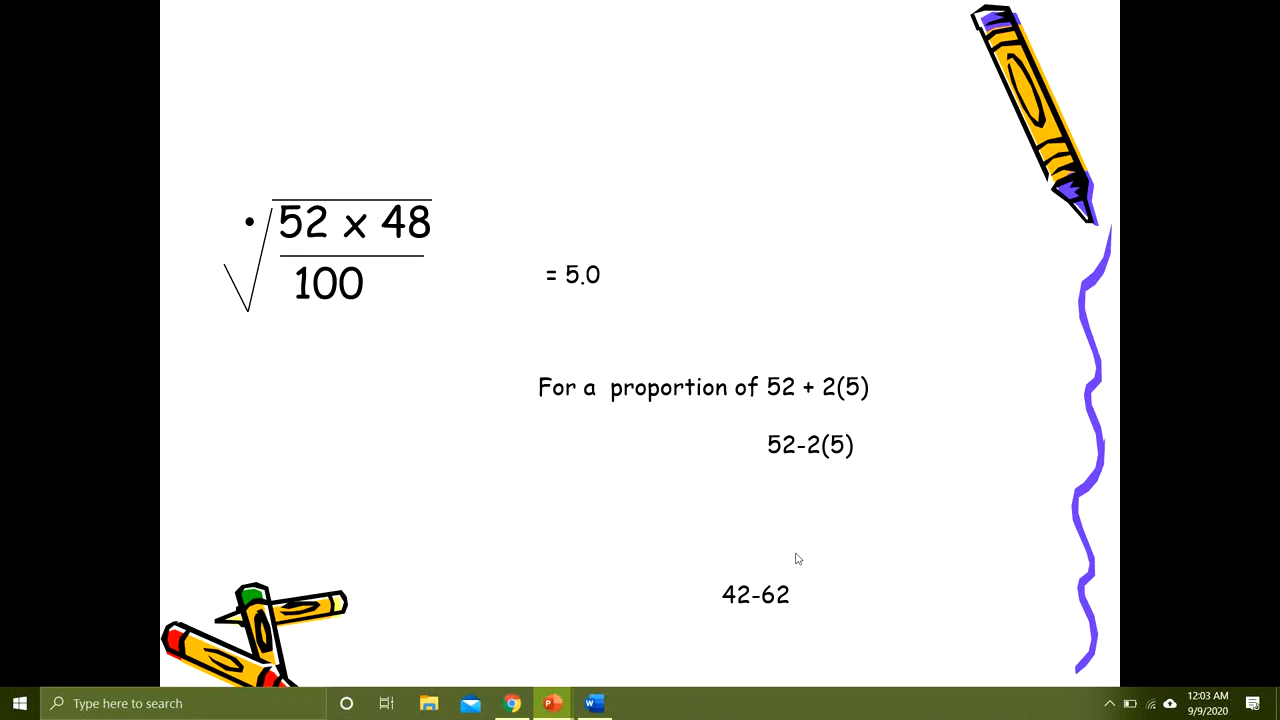 • √52 x 48
100
= 5.0
For a proportion of 52 + 2(5)
52-2(5)
42-62
Type here to search
12:03 AM
9/9/2020